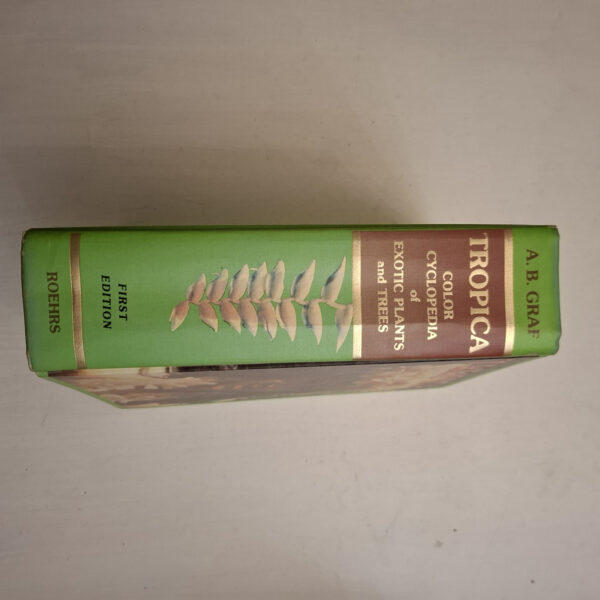 A. B. GRAF
TROPICA
COLOR
CYCLOPEDIA
of
EXOTIC PLANTS
and TREES
FIRST
EDITION
ROEHRS